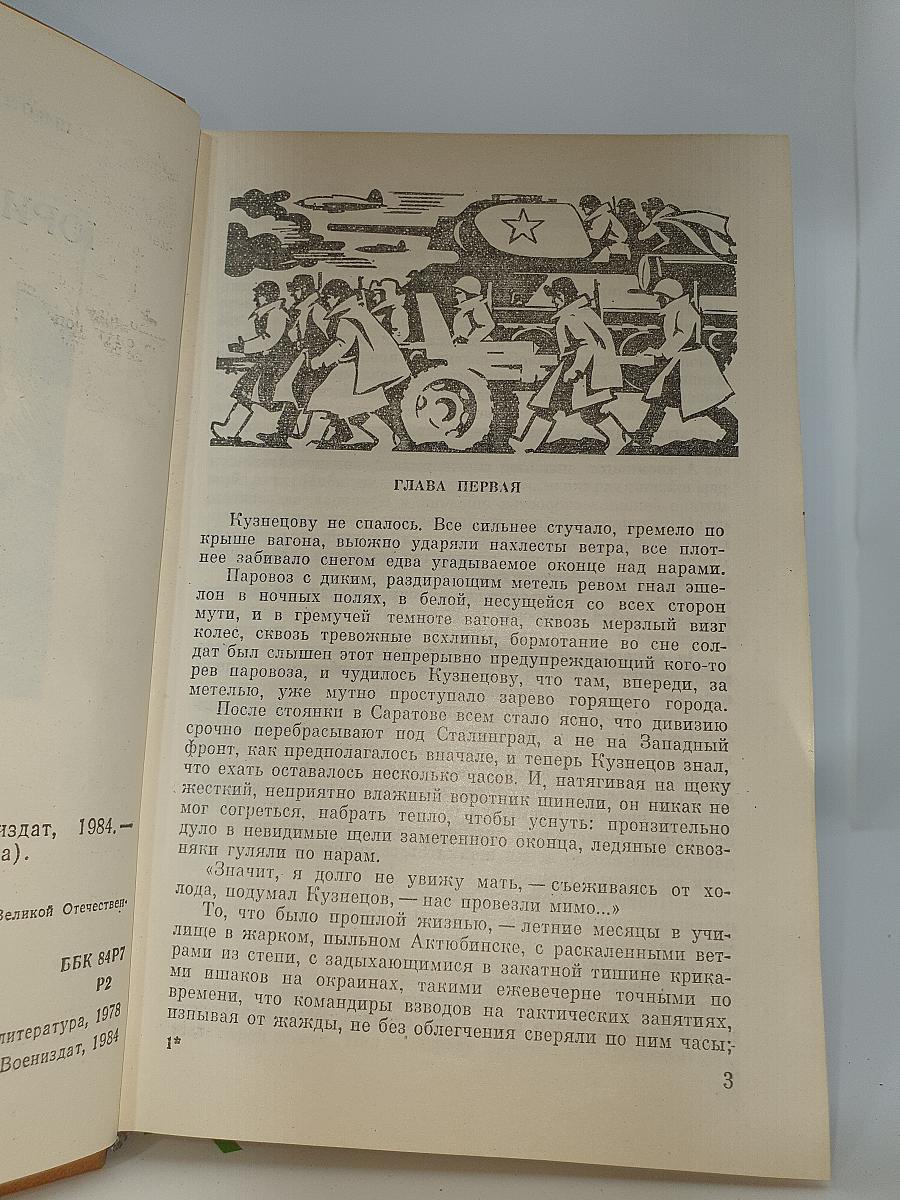 издат, 1984.—
а).
Великой Отечествен-
ББК 84Р7
Р2
литература, 1978
Воениздат, 1984
ГЛАВА ПЕРВАЯ
Кузнецову не спалось. Все сильнее стучало, гремело по
крыше вагона, вьюжно ударяли нахлесты ветра, все плот-
нее забивало снегом едва угадываемое оконце над нарами.
Паровоз с диким, раздирающим метель ревом гнал эше-
лон в ночных полях, в белой, несущейся со всех сторон
мути, и в гремучей темноте вагона, сквозь мерзлый визг
колес, сквозь тревожные всхлипы, бормотание во сне сол-
дат был слышен этот непрерывно предупреждающий кого-то
рев паровоза, и чудилось Кузнецову, что там, впереди, за
метелью, уже мутно проступало зарево горящего города.
После стоянки в Саратове всем стало ясно, что дивизию
срочно перебрасывают под Сталинград, а не на Западный
фронт, как предполагалось вначале, и теперь Кузнецов знал,
что ехать оставалось несколько часов. И, натягивая на щеку
жесткий, неприятно влажный воротник шинели, он никак не
мог согреться, набрать тепло, чтобы уснуть: пронзительно
дуло в невидимые щели заметенного оконца, ледяные сквоз-
няки гуляли по нарам.
«Значит, я долго не увижу мать, — съеживаясь от хо-
лода, подумал Кузнецов, — нас провезли мимо...»
То, что было прошлой жизнью, — летние месяцы в учи-
лище в жарком, пыльном Актюбинске, с раскаленными вет-
рами из степи, с задыхающимися в закатной тишине крика-
ми ишаков на окраинах, такими ежевечерне точными по
времени, что командиры взводов на тактических занятиях,
изнывая от жажды, не без облегчения сверяли по ним часы;
1*
3